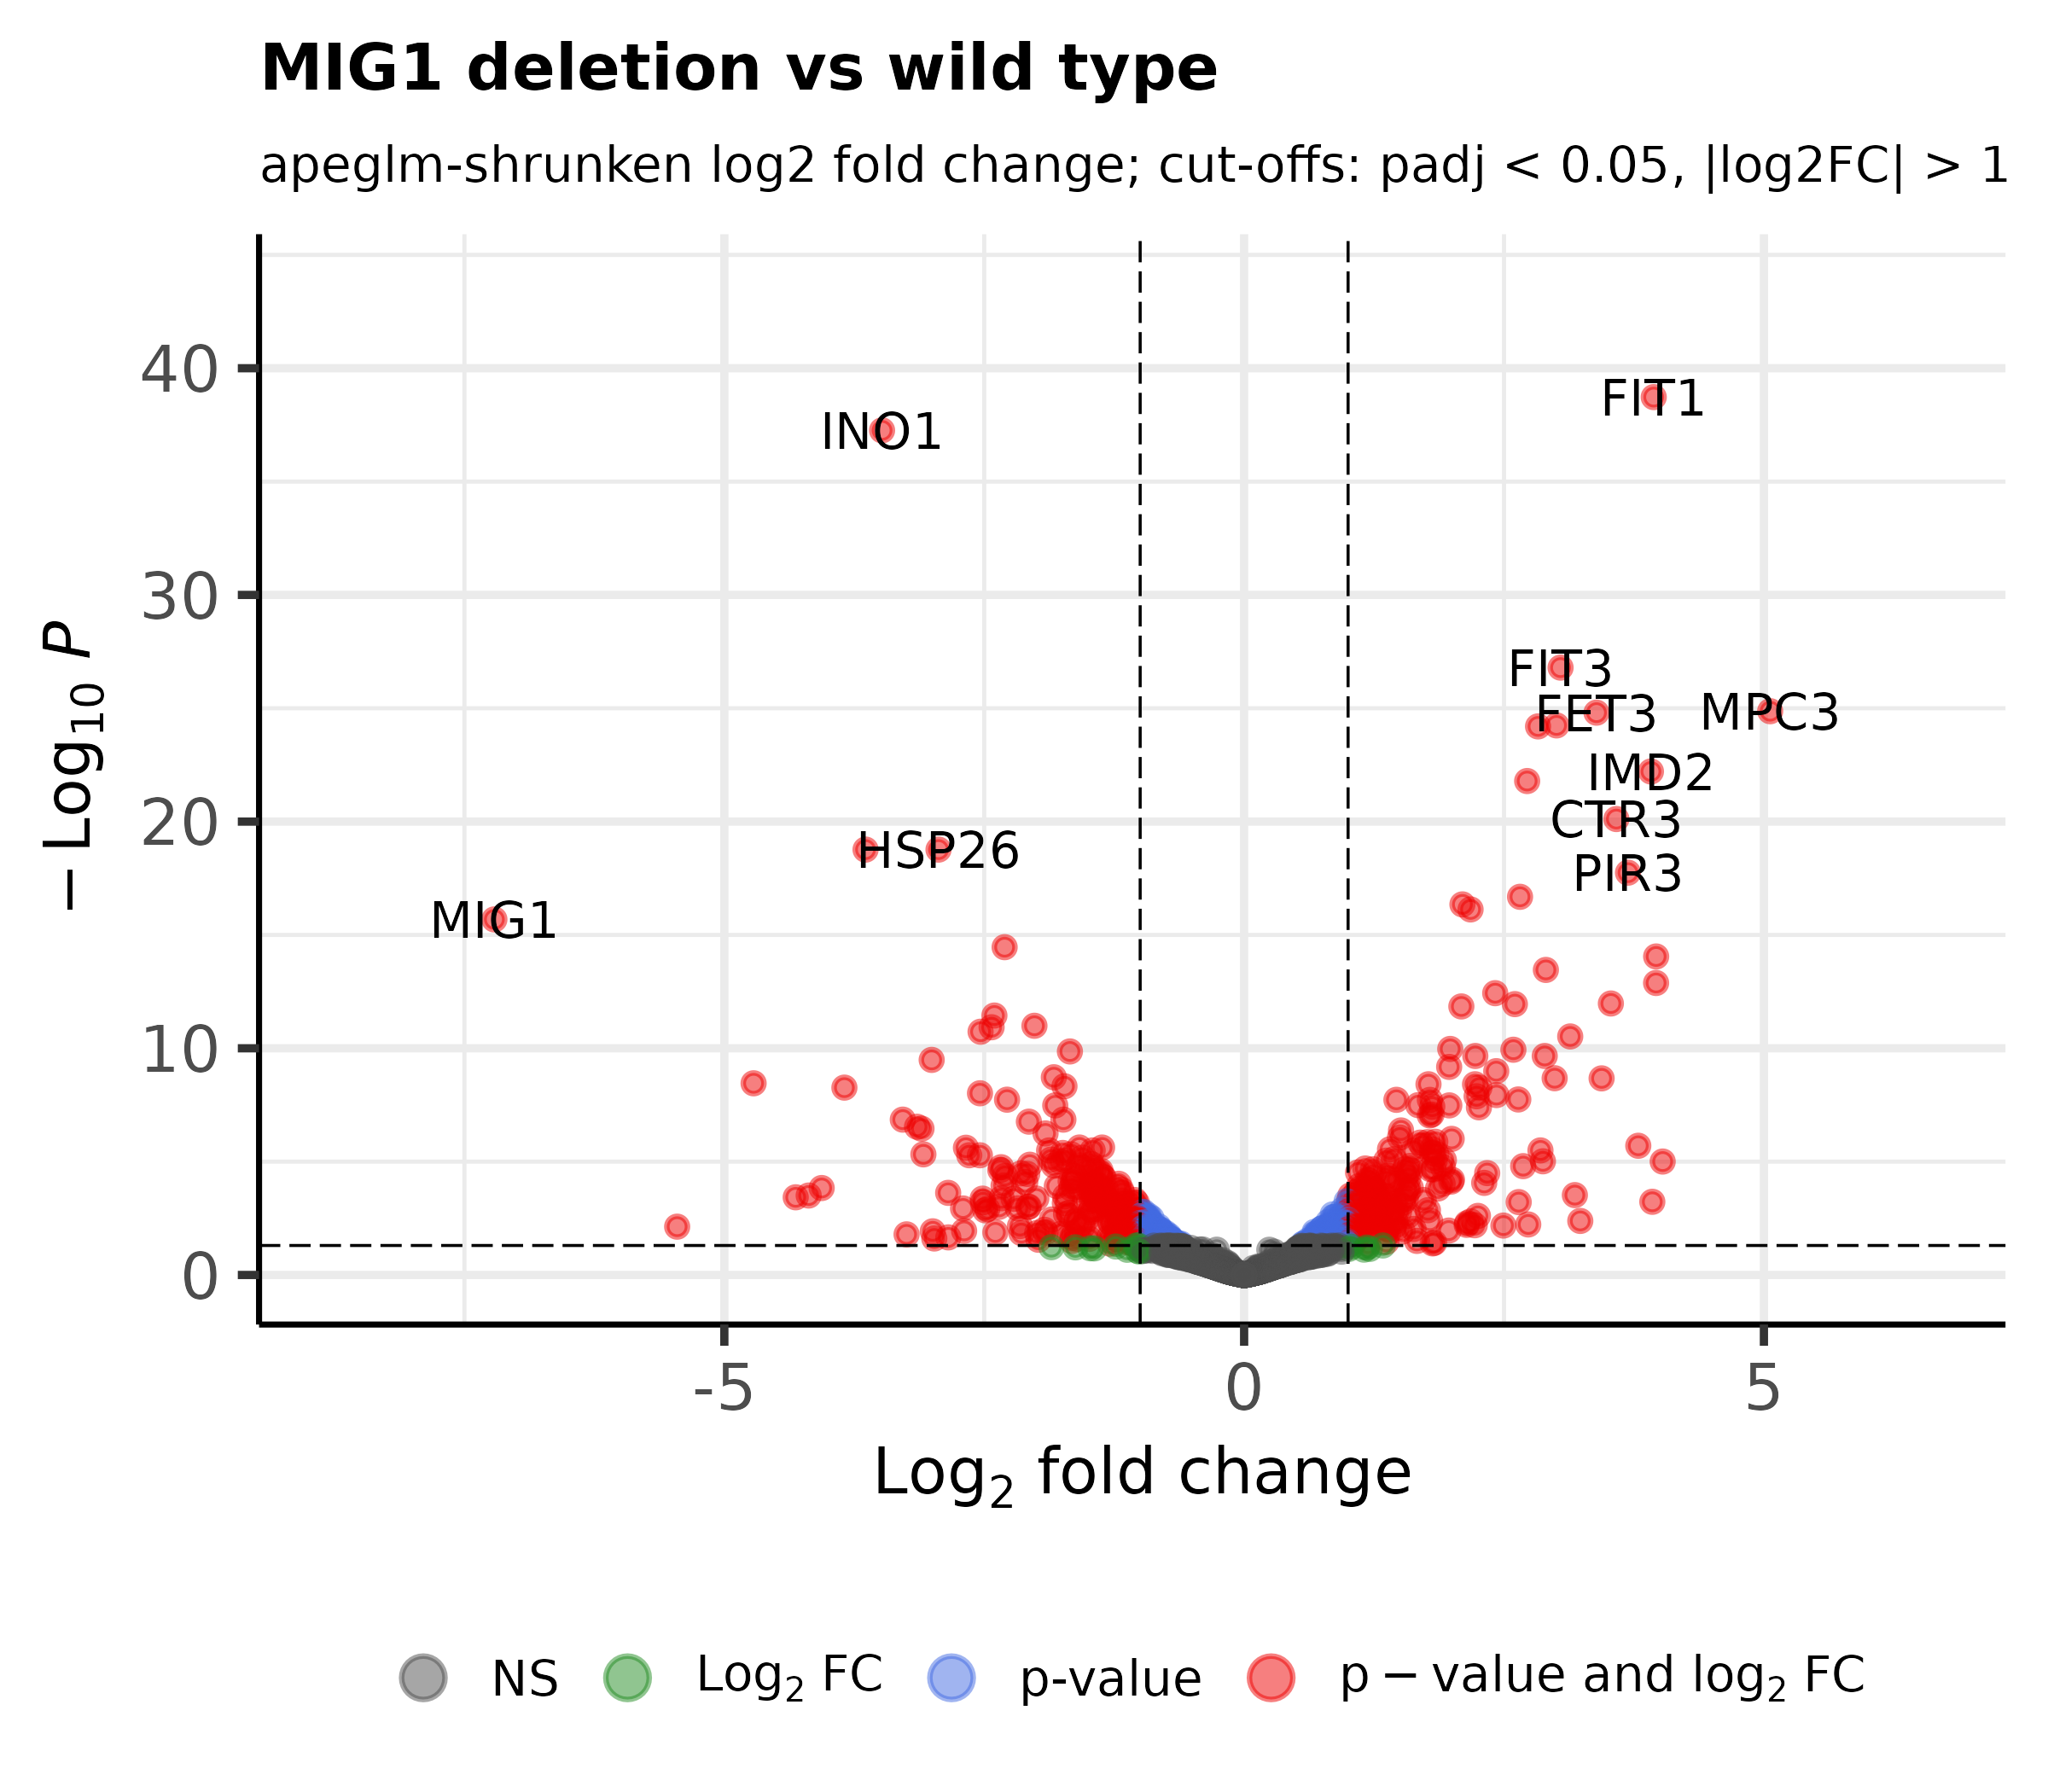 MIG1 deletion vs wild type
apeglm-shrunken log2 fold change; cut-offs: padj < 0.05, |log2FC| > 1
− Log10 P
40
30
20
10
0
INO1
FIT1
FIT3
FET3
MPC3
IMD2
CTR3
HSP26
PIR3
MIG1
-5
0
5
Log2 fold change
NS
Log2 FC
p-value
p − value and log2 FC